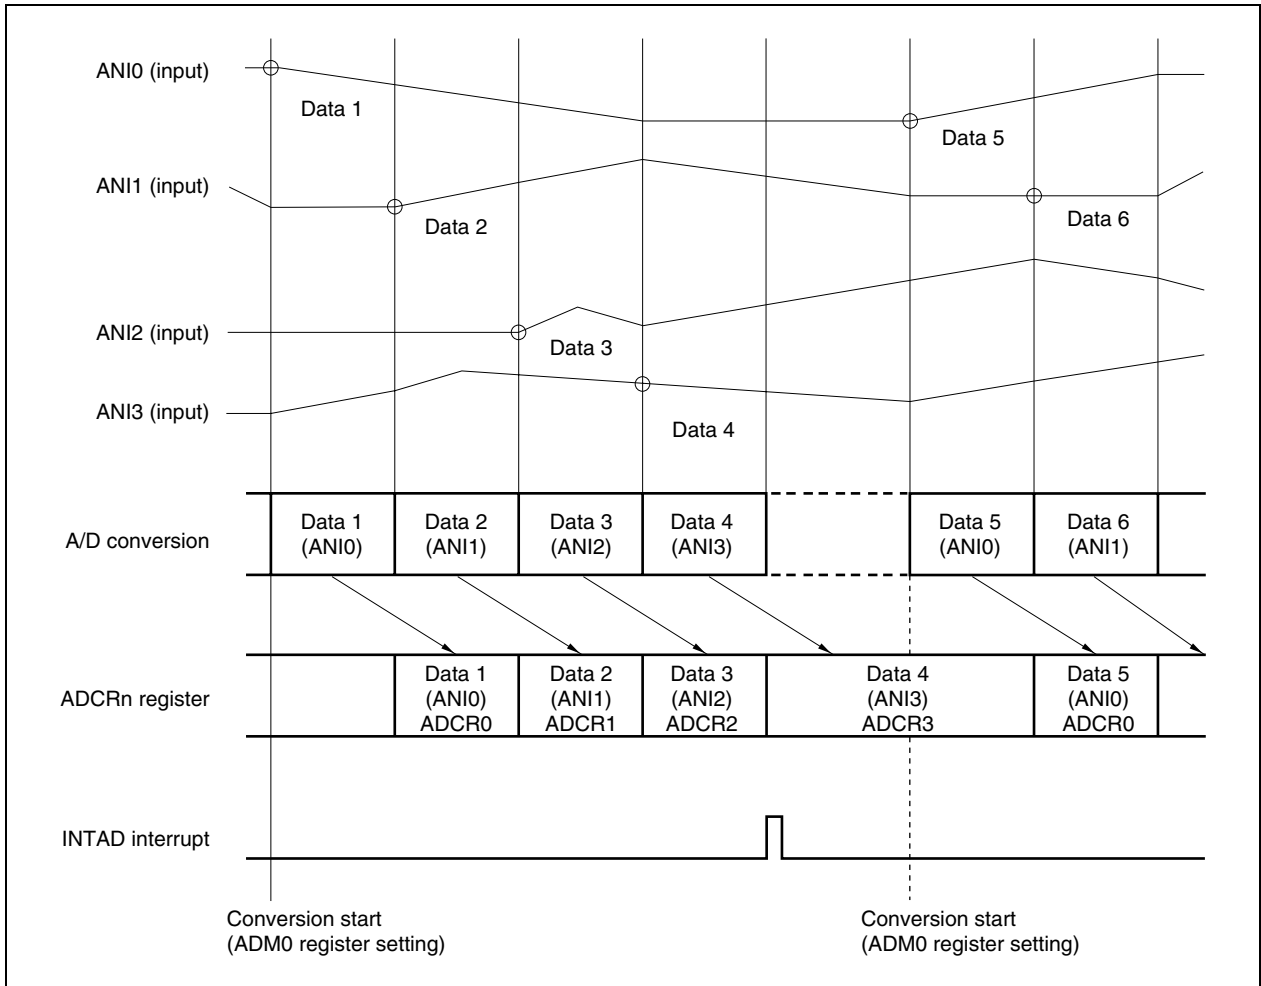 ANI0 (input)
Data 1
Data 5
ANI1 (input)
Data 2
Data 6
ANI2 (input)
Data 3
ANI3 (input)
Data 4
A/D conversion
Data 1
(ANI0)
Data 2
(ANI1)
Data 3
(ANI2)
Data 4
(ANI3)
Data 5
(ANI0)
Data 6
(ANI1)
ADCRn register
Data 1
(ANI0)
ADCR0
Data 2
(ANI1)
ADCR1
Data 3
(ANI2)
ADCR2
Data 4
(ANI3)
ADCR3
Data 5
(ANI0)
ADCR0
INTAD interrupt
Conversion start
(ADM0 register setting)
Conversion start
(ADM0 register setting)